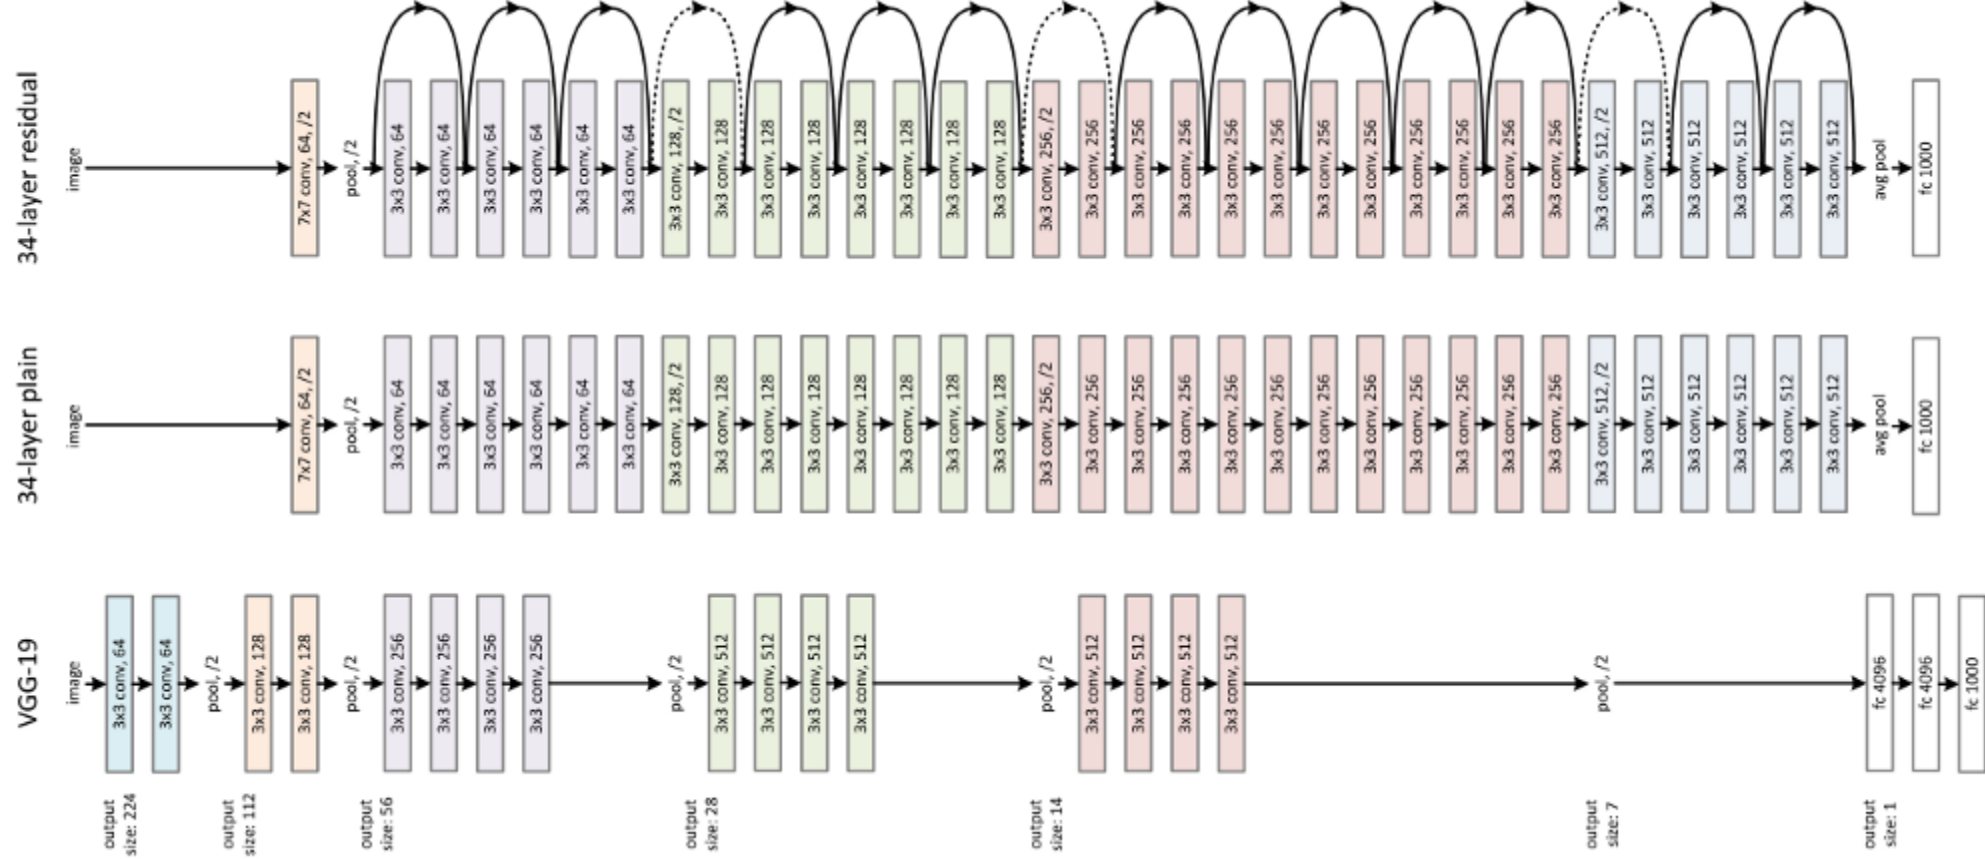 34-layer residual
image
7x7 conv, 64, /2
pool, /2
3x3 conv, 64
3x3 conv, 64
3x3 conv, 64
3x3 conv, 64
3x3 conv, 64
3x3 conv, 64
3x3 conv, 128, /2
3x3 conv, 128
3x3 conv, 128
3x3 conv, 128
3x3 conv, 128
3x3 conv, 128
3x3 conv, 128
3x3 conv, 128
3x3 conv, 256, /2
3x3 conv, 256
3x3 conv, 256
3x3 conv, 256
3x3 conv, 256
3x3 conv, 256
3x3 conv, 256
3x3 conv, 256
3x3 conv, 256
3x3 conv, 256
3x3 conv, 256
3x3 conv, 256
3x3 conv, 512, /2
3x3 conv, 512
3x3 conv, 512
3x3 conv, 512
3x3 conv, 512
3x3 conv, 512
avg pool
fc 1000
34-layer plain
image
7x7 conv, 64, /2
pool, /2
3x3 conv, 64
3x3 conv, 64
3x3 conv, 64
3x3 conv, 64
3x3 conv, 64
3x3 conv, 64
3x3 conv, 128, /2
3x3 conv, 128
3x3 conv, 128
3x3 conv, 128
3x3 conv, 128
3x3 conv, 128
3x3 conv, 128
3x3 conv, 128
3x3 conv, 256, /2
3x3 conv, 256
3x3 conv, 256
3x3 conv, 256
3x3 conv, 256
3x3 conv, 256
3x3 conv, 256
3x3 conv, 256
3x3 conv, 256
3x3 conv, 256
3x3 conv, 256
3x3 conv, 256
3x3 conv, 512, /2
3x3 conv, 512
3x3 conv, 512
3x3 conv, 512
3x3 conv, 512
3x3 conv, 512
avg pool
fc 1000
VGG-19
image
3x3 conv, 64
3x3 conv, 64
pool, /2
3x3 conv, 128
3x3 conv, 128
pool, /2
3x3 conv, 256
3x3 conv, 256
3x3 conv, 256
3x3 conv, 256
pool, /2
3x3 conv, 512
3x3 conv, 512
3x3 conv, 512
3x3 conv, 512
pool, /2
3x3 conv, 512
3x3 conv, 512
3x3 conv, 512
3x3 conv, 512
pool, /2
fc 4096
fc 4096
fc 1000
output
size: 224
output
size: 112
output
size: 56
output
size: 28
output
size: 14
output
size: 7
output
size: 1